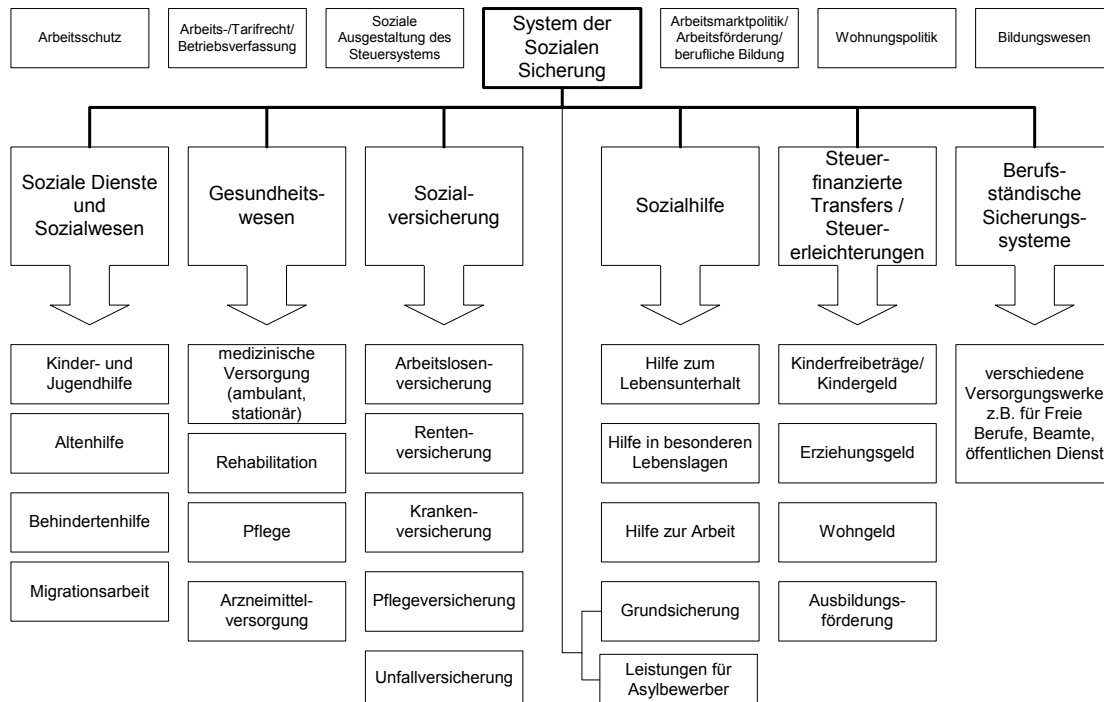 Arbeitsschutz
Arbeits-/Tarifrecht/
Betriebsverfassung
Soziale
Ausgestaltung des
Steuersystems
System der
Sozialen
Sicherung
Arbeitsmarktpolitik/
Arbeitsförderung/
berufliche Bildung
Wohnungspolitik
Bildungswesen
Soziale Dienste
und
Sozialwesen
Gesundheits-
wesen
Sozial-
versicherung
Sozialhilfe
Steuer-
finanzierte
Transfers /
Steuer-
erleichterungen
Berufs-
ständische
Sicherungs-
systeme
Kinder- und
Jugendhilfe
Altenhilfe
Behindertenhilfe
Migrationsarbeit
medizinische
Versorgung
(ambulant,
stationär)
Rehabilitation
Pflege
Arzneimittel-
versorgung
Arbeitslosen-
versicherung
Renten-
versicherung
Kranken-
versicherung
Pflegeversicherung
Unfallversicherung
Hilfe zum
Lebensunterhalt
Hilfe in besonderen
Lebenslagen
Hilfe zur Arbeit
Grundsicherung
Leistungen für
Asylbewerber
Kinderfreibeträge/
Kindergeld
Erziehungsgeld
Wohngeld
Ausbildungs-
förderung
verschiedene
Versorgungswerke
z.B. für Freie
Berufe, Beamte,
öffentlichen Dienst